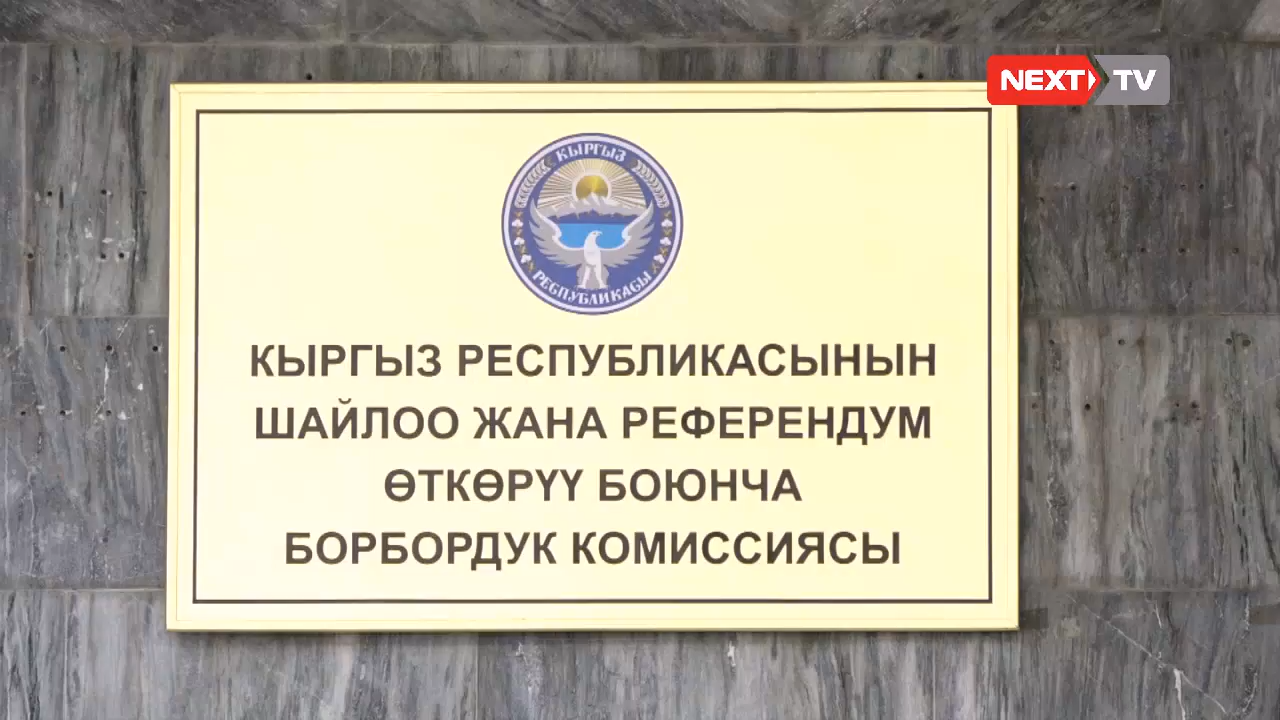 NEXT TV
КЫРГЫЗ
РЕСПУБЛИКАСЫ
КЫРГЫЗ РЕСПУБЛИКАСЫНЫН
ШАЙЛОО ЖАНА РЕФЕРЕНДУМ
ӨТКӨРҮҮ БОЮНЧА
БОРБОРДУК КОМИССИЯСЫ